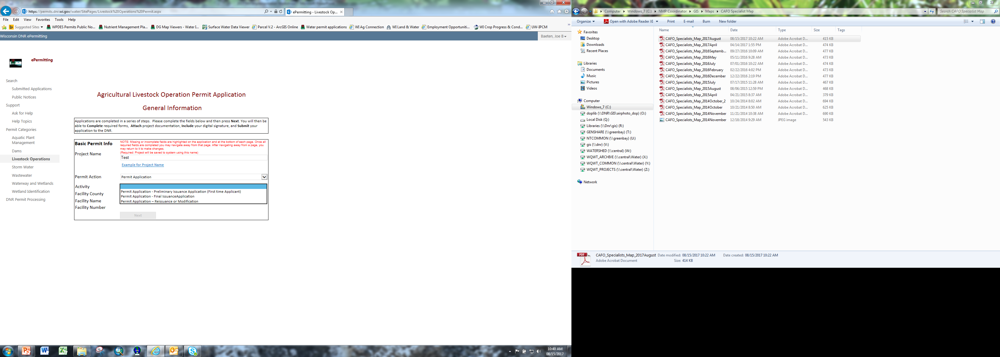 https://permits.dnr.wi.gov/water/SitePages/Livestock%20Operations%20Permit.aspx
ePermitting - Livestock Op...
File Edit View Favorites Tools Help
Suggested Sites WPDES Permits Public No... Nutrient Management Pla... DG Map Viewers - Water I... Surface Water Data Viewer Parcel V.2 - ArcGIS Online Water permit applications WI Ag Connection WI Land & Water Employment Opportuniti... WI Crop Progress & Cond... UW-IPCM
Wisconsin DNR ePermitting
Baeten, Joe B
ePermitting
Search
Submitted Applications
Public Notices
Support
Ask for Help
Help Topics
Permit Categories
Aquatic Plant
Management
Dams
Livestock Operations
Storm Water
Wastewater
Waterway and Wetlands
Wetland Identification
DNR Permit Processing
Agricultural Livestock Operation Permit Application
General Information
Applications are completed in a series of steps. Please complete the fields below and then press Next. You will then be
able to Complete required forms, Attach project documentation, Include your digital signature, and Submit your
application to the DNR.
Basic Permit Info
NOTE: Missing or incomplete fields are highlighted on the application and at the bottom of each page. Once all
required fields are completed you may navigate away from that page. After navigating away from a page, you
may return to it to make changes.
(Required: Project will be saved to system using this name)
Project Name
Test
Example for Project Name
Permit Action
Permit Application
Activity
Permit Application - Preliminary Issuance Application (First time Applicant)
Permit Application - Final IssuanceApplication
Permit Application – Reissuance or Modification
Facility County
Facility Name
Facility Number
Next
10:40 AM
08/15/2017
Computer Windows_7 (C:) NMP Coordinator GIS Maps CAFO Specialist Map
Search CAFO Specialist Map
Organize Open with Adobe Reader XI Print E-mail Burn New folder
Favorites
Desktop
Downloads
Recent Places
Libraries
Documents
Music
Pictures
Videos
Computer
Windows_7 (C:)
doplib (\\DNR\GIS\airphoto_dop) (O:)
Local Disk (Q:)
Libraries (\\Dnr\gis) (R:)
GENSHARE (\\greenbay) (T:)
NTCOMMON (\\greenbay) (U:)
gis (\\dnr) (V:)
WATERSHED (\\central) (W:)
WQWT_ARCHIVE (\\central\Water) (X:)
WQWT_COMMON (\\central\Water) (Y:)
WQWT_PROJECTS (\\central\Water) (Z:)
Network
Name Date Type Size Tags
CAFO_Specialists_Map_2017August 08/15/2017 10:22 AM Adobe Acrobat D... 415 KB
CAFO_Specialists_Map_2017April 04/14/2017 1:55 PM Adobe Acrobat D... 474 KB
CAFO_Specialists_Map_2016Septemb... 09/27/2016 10:09 AM Adobe Acrobat D... 477 KB
CAFO_Specialists_Map_2016May 05/11/2016 9:28 AM Adobe Acrobat D... 473 KB
CAFO_Specialists_Map_2016July 07/01/2016 10:22 AM Adobe Acrobat D... 474 KB
CAFO_Specialists_Map_2016February 02/22/2016 4:02 PM Adobe Acrobat D... 473 KB
CAFO_Specialists_Map_2016December 12/22/2016 2:19 PM Adobe Acrobat D... 477 KB
CAFO_Specialists_Map_2015July 07/17/2015 11:28 AM Adobe Acrobat D... 467 KB
CAFO_Specialists_Map_2015August 08/06/2015 12:59 PM Adobe Acrobat D... 468 KB
CAFO_Specialists_Map_2015April 04/21/2015 8:37 AM Adobe Acrobat D... 379 KB
CAFO_Specialists_Map_2014October_2 10/24/2014 8:02 AM Adobe Acrobat D... 694 KB
CAFO_Specialists_Map_2014October 10/21/2014 8:50 AM Adobe Acrobat D... 625 KB
CAFO_Specialists_Map_2014November 11/21/2014 10:38 AM Adobe Acrobat D... 690 KB
CAFO_Specialists_Map_2014November 12/18/2014 9:29 AM JPEG image 543 KB
PDF
CAFO_Specialists_Map_2017August Date modified: 08/15/2017 10:22 AM Date created: 08/15/2017 10:22 AM
Adobe Acrobat Document Size: 414 KB